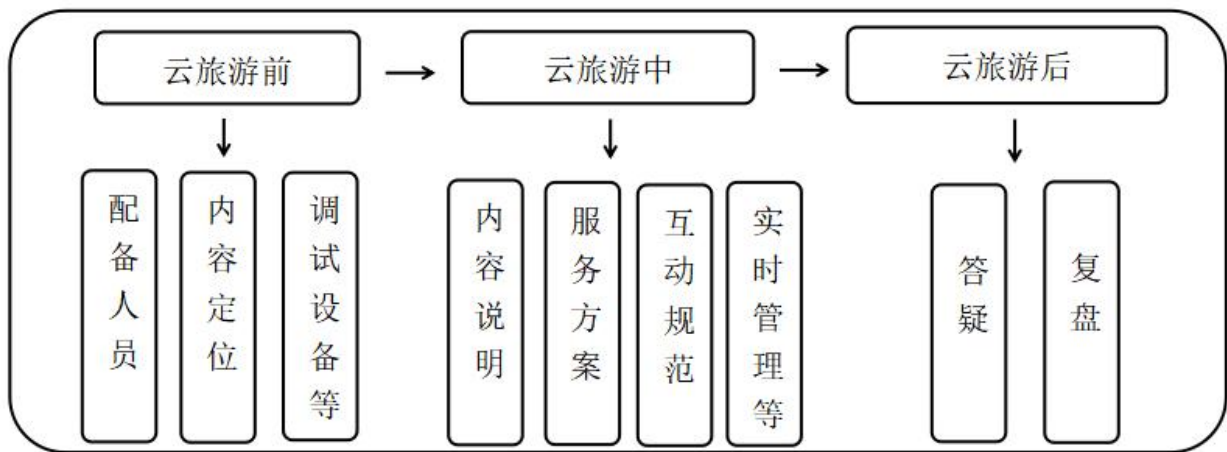 云旅游前
云旅游中
云旅游后
配备人员
内容定位
调试设备等
内容说明
服务方案
互动规范
实时管理等
答疑
复盘